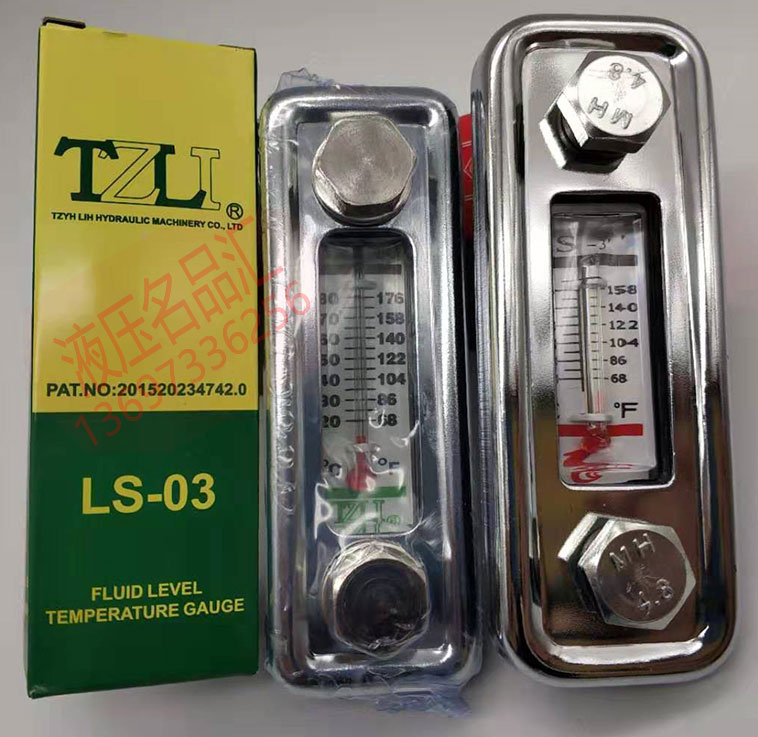 TZLI ®
TZYH LIH HYDRAULIC MACHINERY CO., LTD
液压名品汇
13697336256
PAT.NO:201520234742.0
LS-03
FLUID LEVEL
TEMPERATURE GAUGE
80 176
70 158
60 140
50 122
40 104
30 86
20 68
°C °F
TZLI ®
4.8
MH
158
140
122
104
86
68
°F
MH
4.8